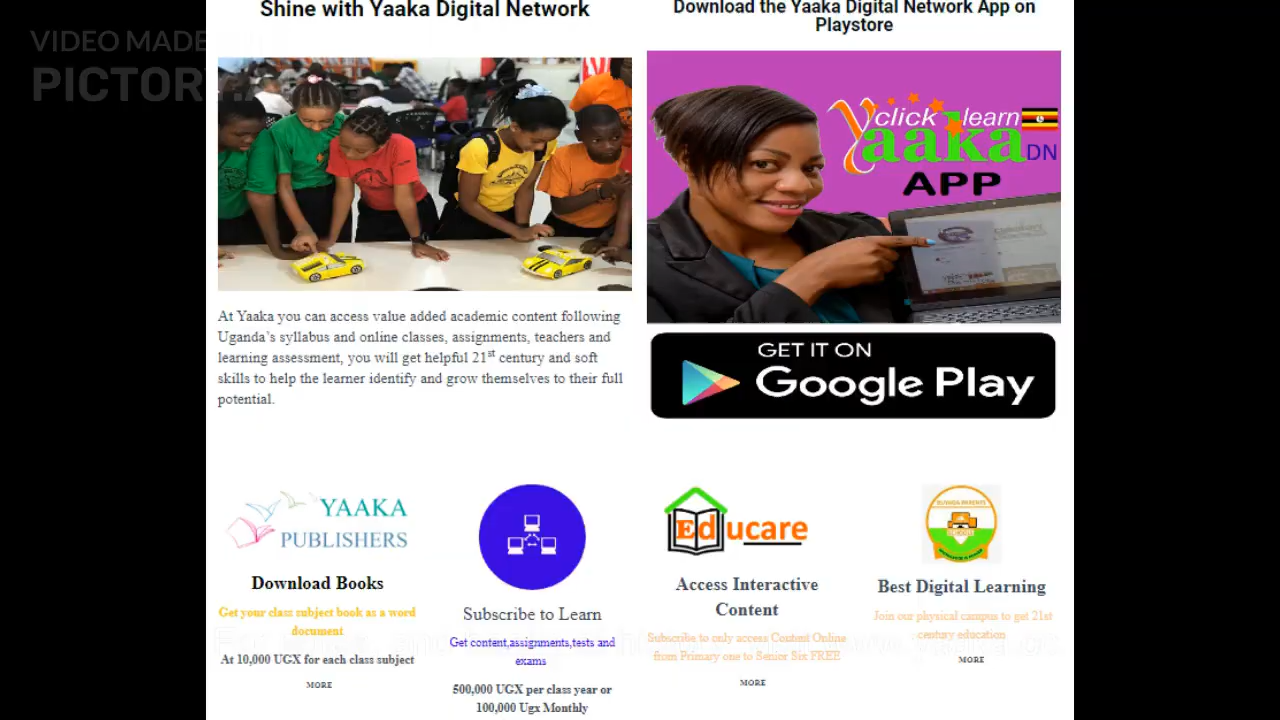 Shine with Yaaka Digital Network
Download the Yaaka Digital Network App on
Playstore
VIDEO MADE
PICTORY.A
click learn
Yaaka DN
APP
At Yaaka you can access value added academic content following
Uganda's syllabus and online classes, assignments, teachers and
learning assessment, you will get helpful 21st century and soft
skills to help the learner identify and grow themselves to their full
potential.
GET IT ON
Google Play
YAAKA
PUBLISHERS
Download Books
Get your class subject book as a word
document
At 10,000 UGX for each class subject
MORE
Subscribe to Learn
Get content,assignments,tests and
exams
500,000 UGX per class year or
100,000 Ugx Monthly
Educare
Access Interactive
Content
Subscribe to only access Content Online
from Primary one to Senior Six FREE
MORE
PARENTS
Best Digital Learning
Join our physical campus to get 21st
century education
MORE